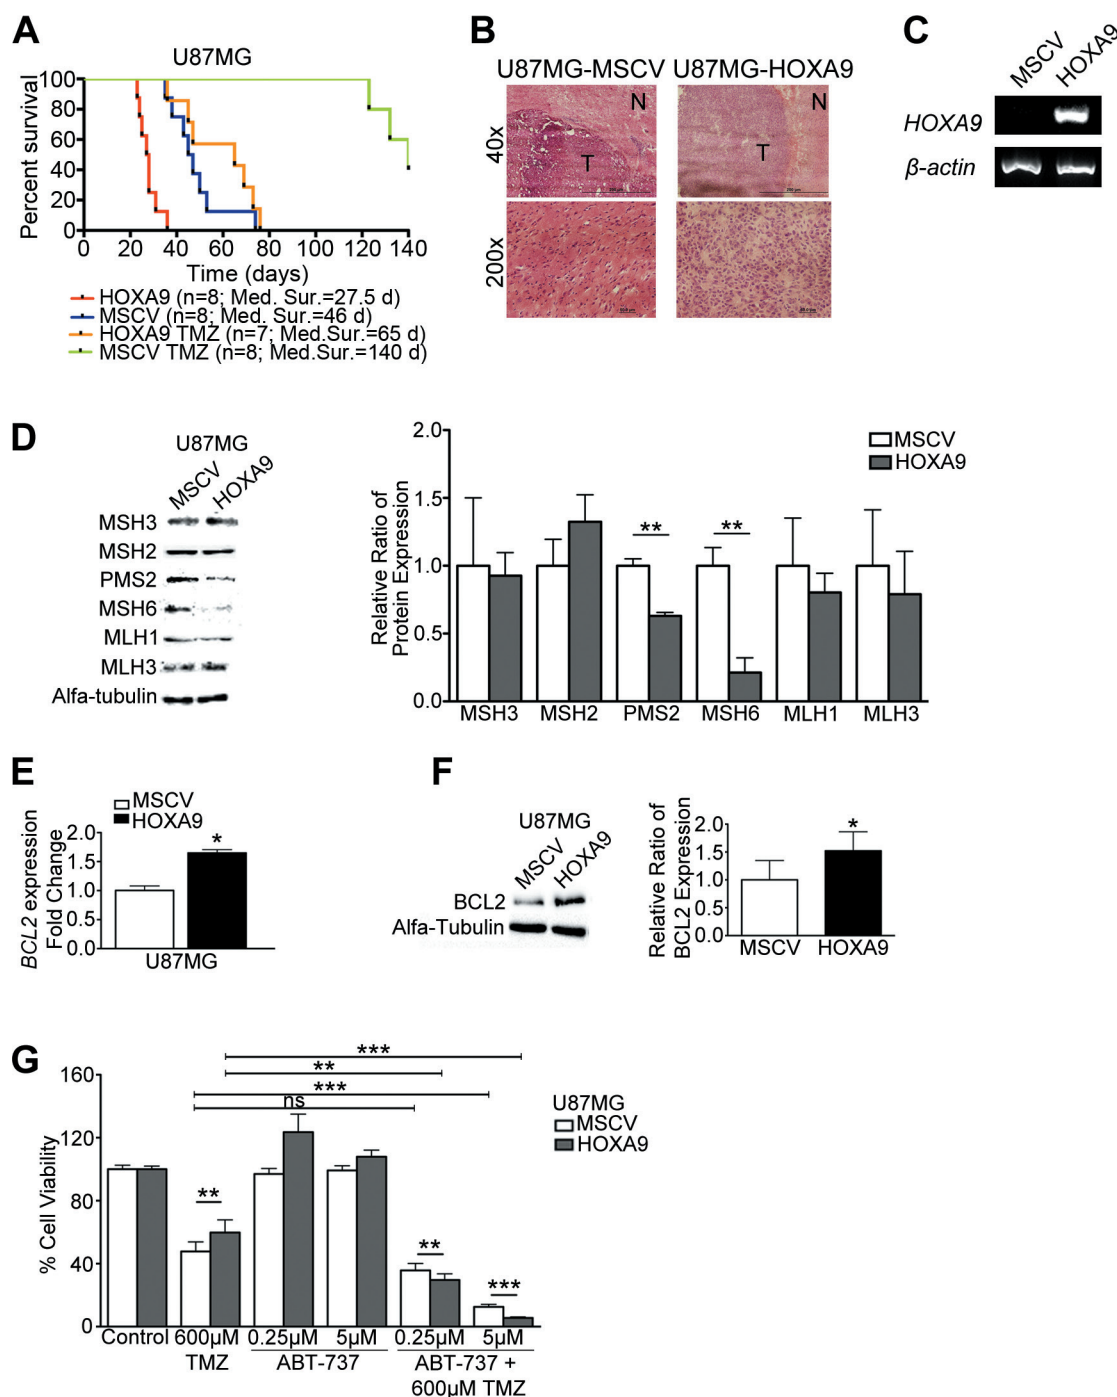 A
U87MG
Percent survival
100
80
60
40
20
0
0 20 40 60 80 100 120 140
Time (days)
HOXA9 (n=8; Med. Sur.=27.5 d)
MSCV (n=8; Med. Sur.=46 d)
HOXA9 TMZ (n=7; Med.Sur.=65 d)
MSCV TMZ (n=8; Med.Sur.=140 d)
B
U87MG-MSCV U87MG-HOXA9
40x
N
T
N
T
200x
C
MSCV HOXA9
HOXA9
β-actin
D
U87MG
MSCV HOXA9
MSH3
MSH2
PMS2
MSH6
MLH1
MLH3
Alfa-tubulin
Relative Ratio of
Protein Expression
2.0
1.5
1.0
0.5
0.0
** **
MSCV
HOXA9
MSH3 MSH2 PMS2 MSH6 MLH1 MLH3
E
MSCV
HOXA9
BCL2 expression
Fold Change
2.0
1.5
1.0
0.5
0.0
*
U87MG
F
U87MG
MSCV HOXA9
BCL2
Alfa-Tubulin
Relative Ratio of
BCL2 Expression
2.0
1.5
1.0
0.5
0.0
*
MSCV HOXA9
G
% Cell Viability
160
120
80
40
0
***
**
***
ns
** ** ***
U87MG
MSCV
HOXA9
Control 600µM 0.25µM 5µM 0.25µM 5µM
TMZ ABT-737 ABT-737 +
600µM TMZ